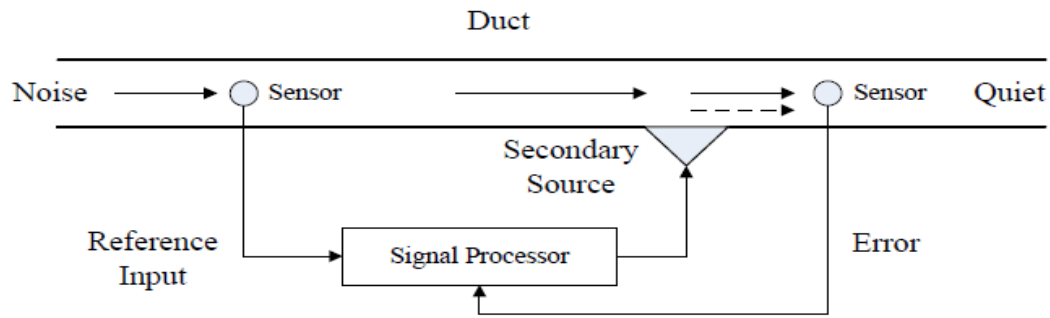 Duct
Noise
Sensor
Sensor
Quiet
Secondary
Source
Reference
Input
Signal Processor
Error